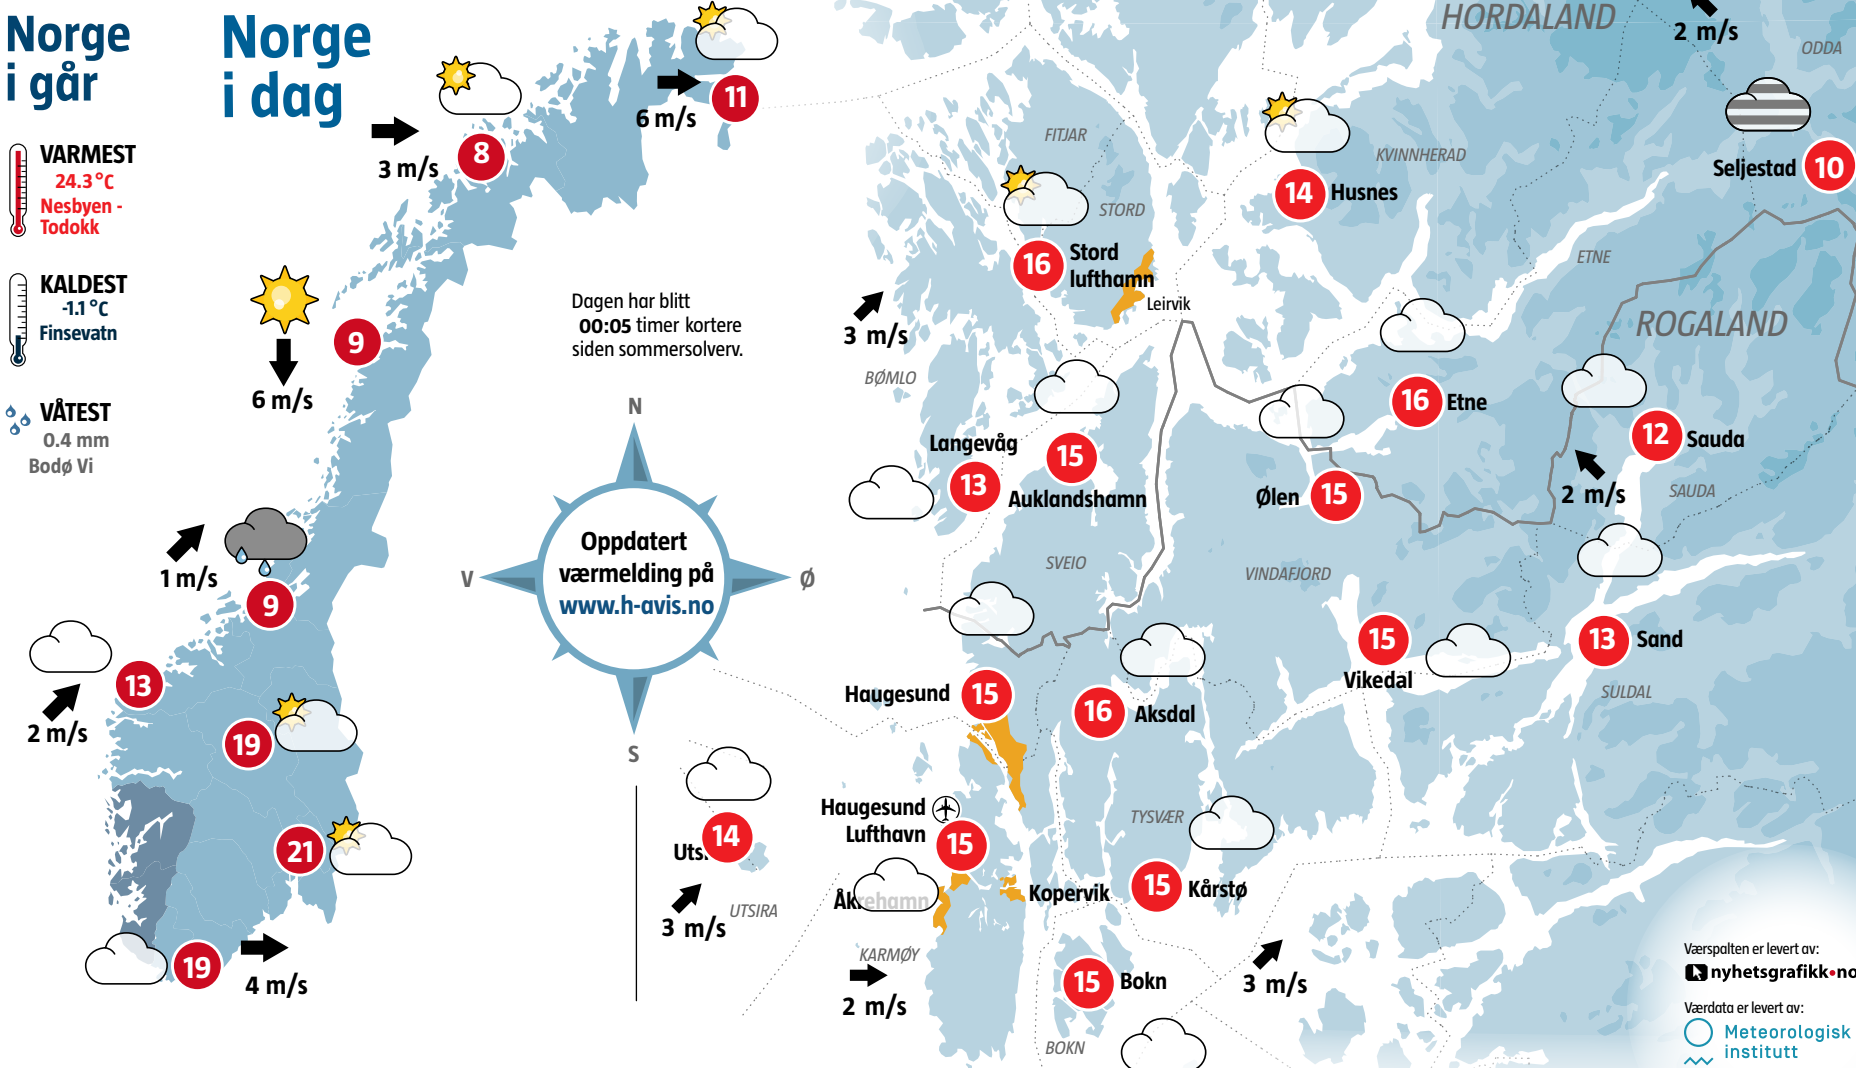 Norge
i går
VARMEST
24.3 °C
Nesbyen -
Todokk
KALDEST
-1.1 °C
Finsevatn
VÅTEST
0.4 mm
Bodø Vi
Norge
i dag
11
6 m/s
8
3 m/s
9
6 m/s
9
1 m/s
13
2 m/s
19
21
19
4 m/s
Dagen har blitt
00:05 timer kortere
siden sommersolverv.
N
V
Ø
S
Oppdatert
værmelding på
www.h-avis.no
HORDALAND
2 m/s
ODDA
FITJAR
KVINNHERAD
Seljestad 10
14 Husnes
STORD
16 Stord
lufthamn
ETNE
Leirvik
3 m/s
ROGALAND
BØMLO
16 Etne
12 Sauda
Langevåg
13
15
Auklandshamn
Ølen 15
2 m/s
SAUDA
SVEIO
VINDAFJORD
15
Vikedal
13 Sand
SULDAL
Haugesund 15
16 Aksdal
Haugesund
Lufthavn
15
TYSVÆR
14
Uts
3 m/s
UTSIRA
Åkrehamn
Kopervik
15 Kårstø
KARMØY
2 m/s
15 Bokn
3 m/s
BOKN
Værspalten er levert av:
nyhetsgrafikk•no
Værdata er levert av:
Meteorologisk
institutt